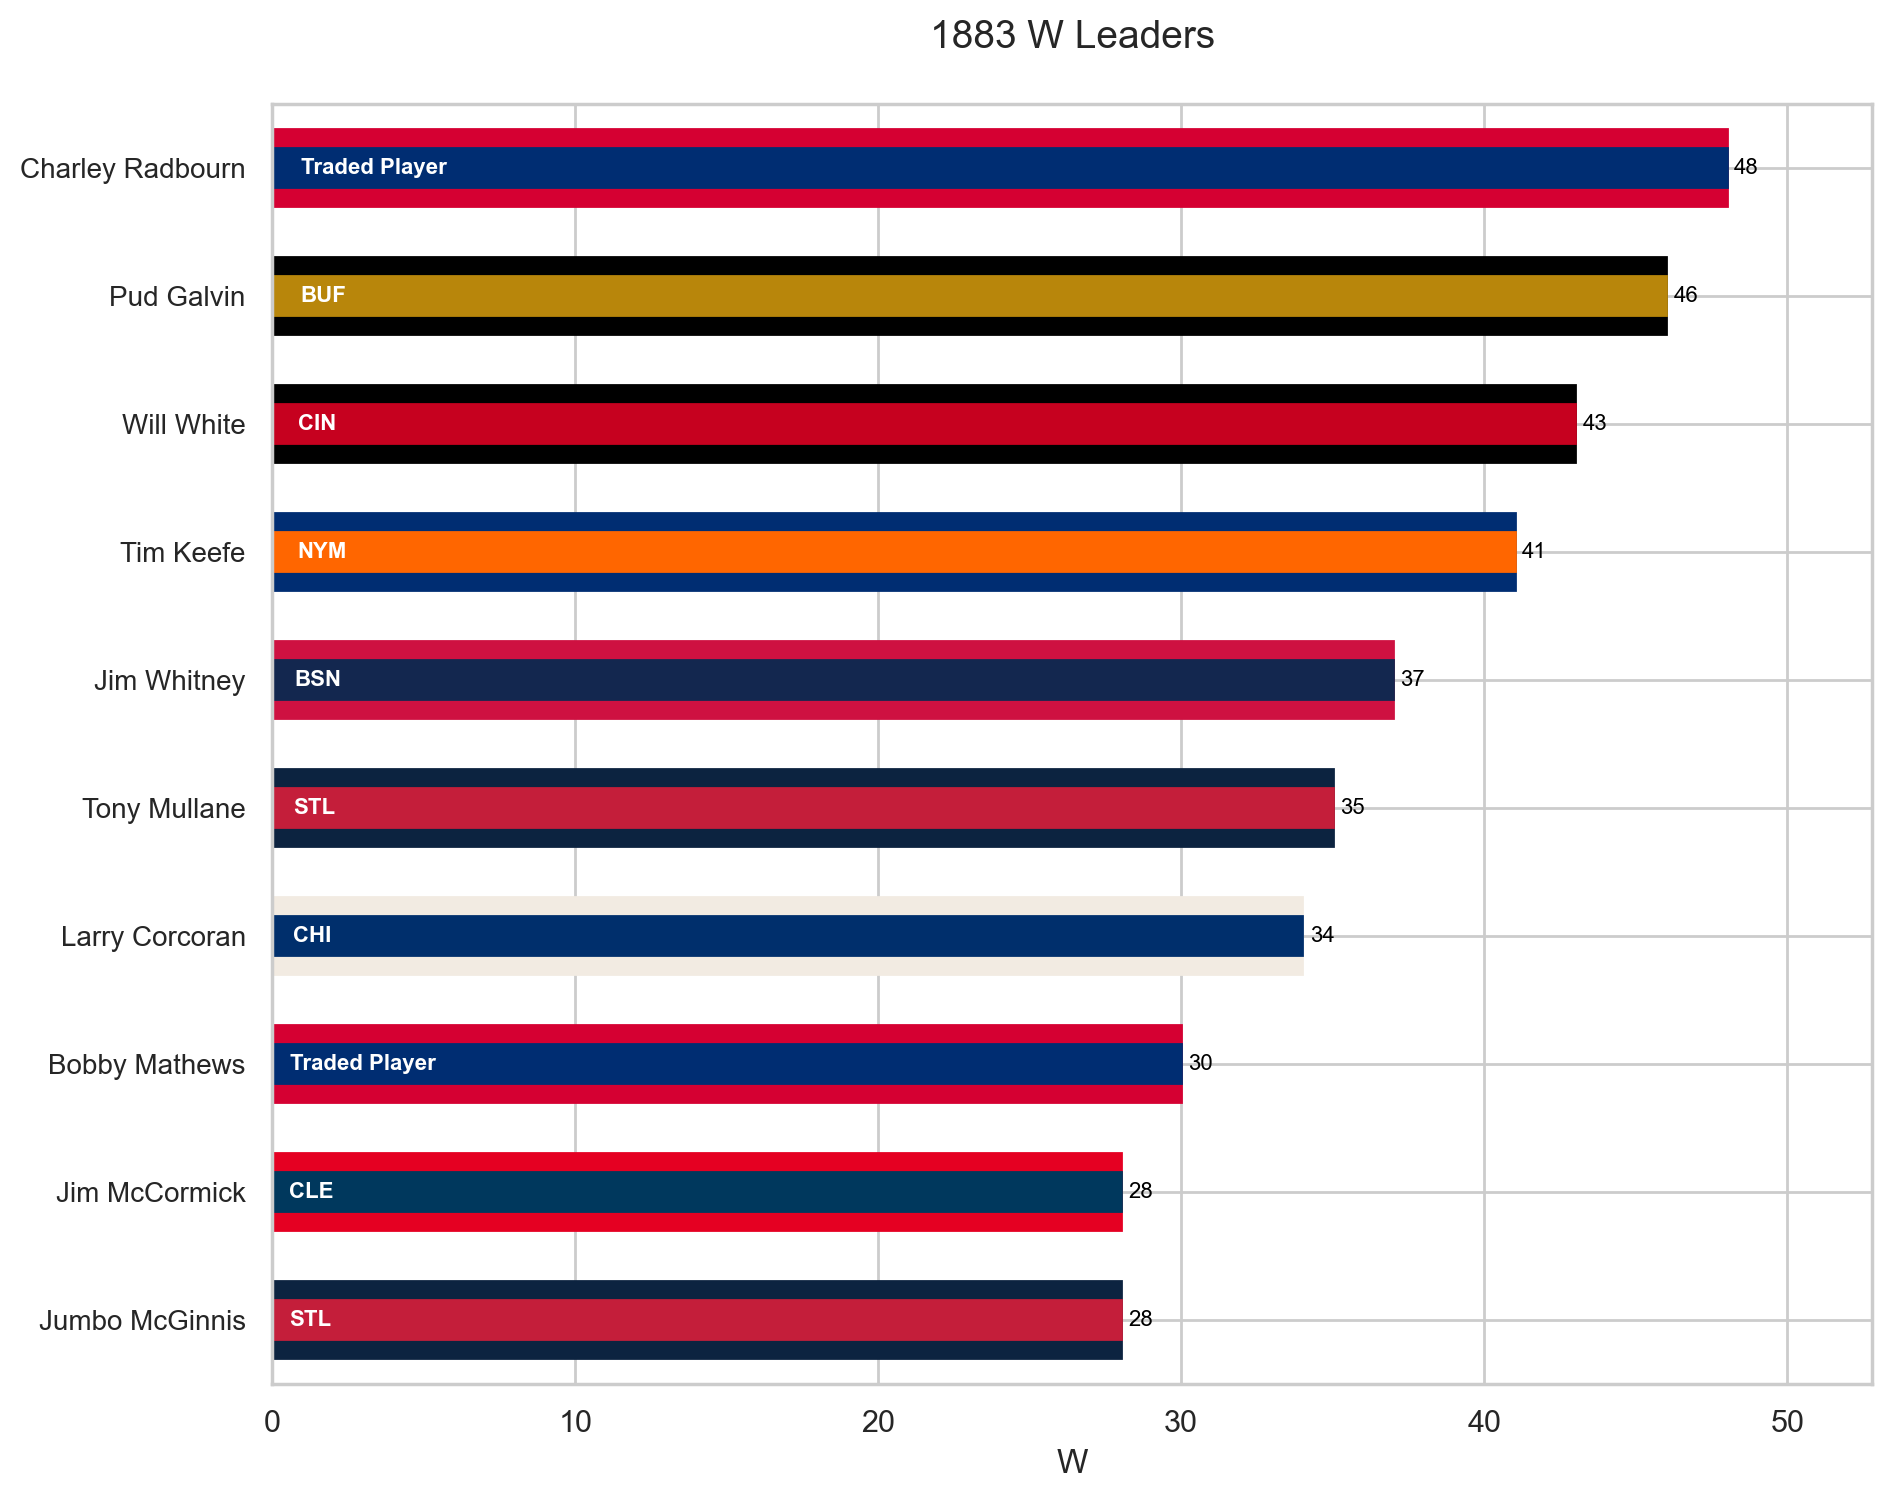 1883 W Leaders
Charley Radbourn Traded Player 48
Pud Galvin BUF 46
Will White CIN 43
Tim Keefe NYM 41
Jim Whitney BSN 37
Tony Mullane STL 35
Larry Corcoran CHI 34
Bobby Mathews Traded Player 30
Jim McCormick CLE 28
Jumbo McGinnis STL 28
0 10 20 30 40 50
W